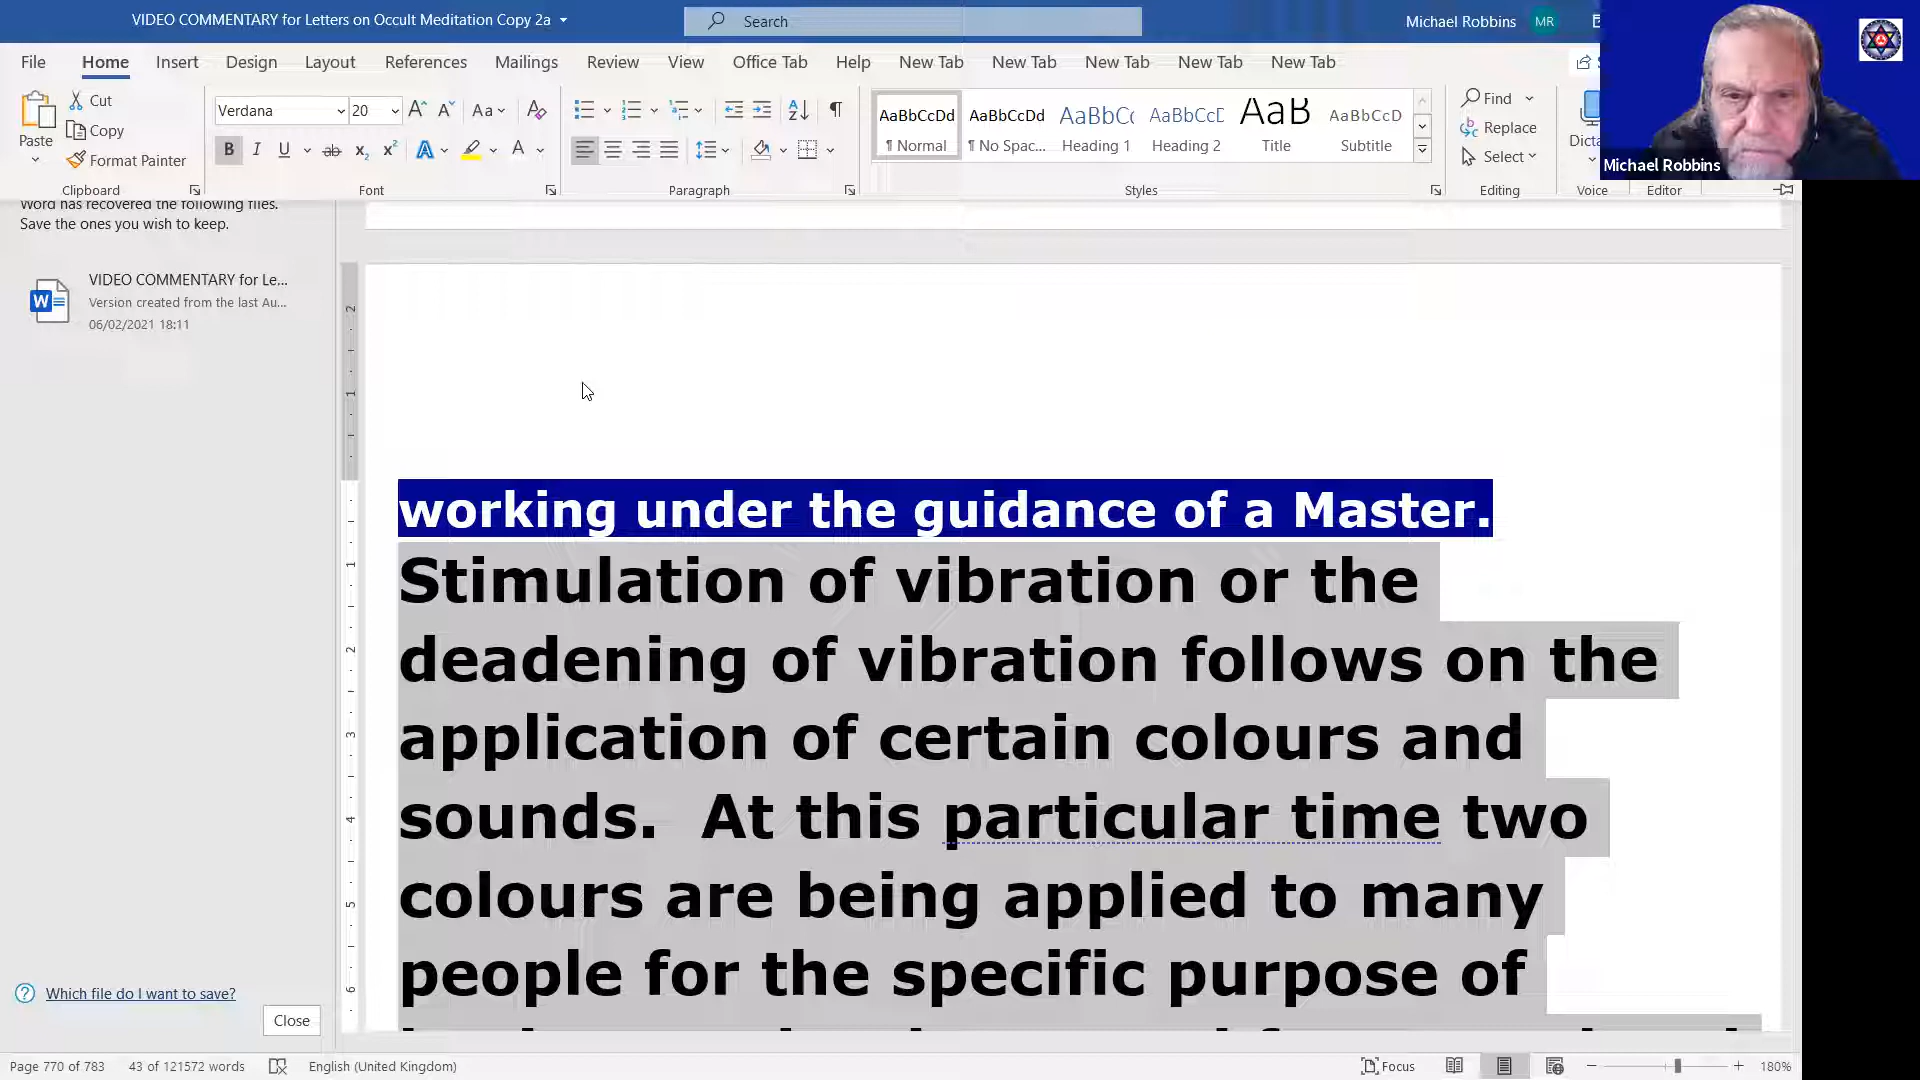 VIDEO COMMENTARY for Letters on Occult Meditation Copy 2a
Search
Michael Robbins
MR
File Home Insert Design Layout References Mailings Review View Office Tab Help New Tab New Tab New Tab New Tab New Tab
Paste
Cut
Copy
Format Painter
Clipboard
Verdana 20
Font
Paragraph
AaBbCcDd AaBbCcDd AaBbCc AaBbCcD AaB AaBbCcD
¶ Normal ¶ No Spac... Heading 1 Heading 2 Title Subtitle
Styles
Find
Replace
Select
Editing
Voice
Editor
Michael Robbins
Word has recovered the following files.
Save the ones you wish to keep.
VIDEO COMMENTARY for Le...
Version created from the last Au...
06/02/2021 18:11
working under the guidance of a Master.
Stimulation of vibration or the
deadening of vibration follows on the
application of certain colours and
sounds. At this particular time two
colours are being applied to many
people for the specific purpose of
Which file do I want to save?
Close
Page 770 of 783 43 of 121572 words English (United Kingdom)
Focus
180%